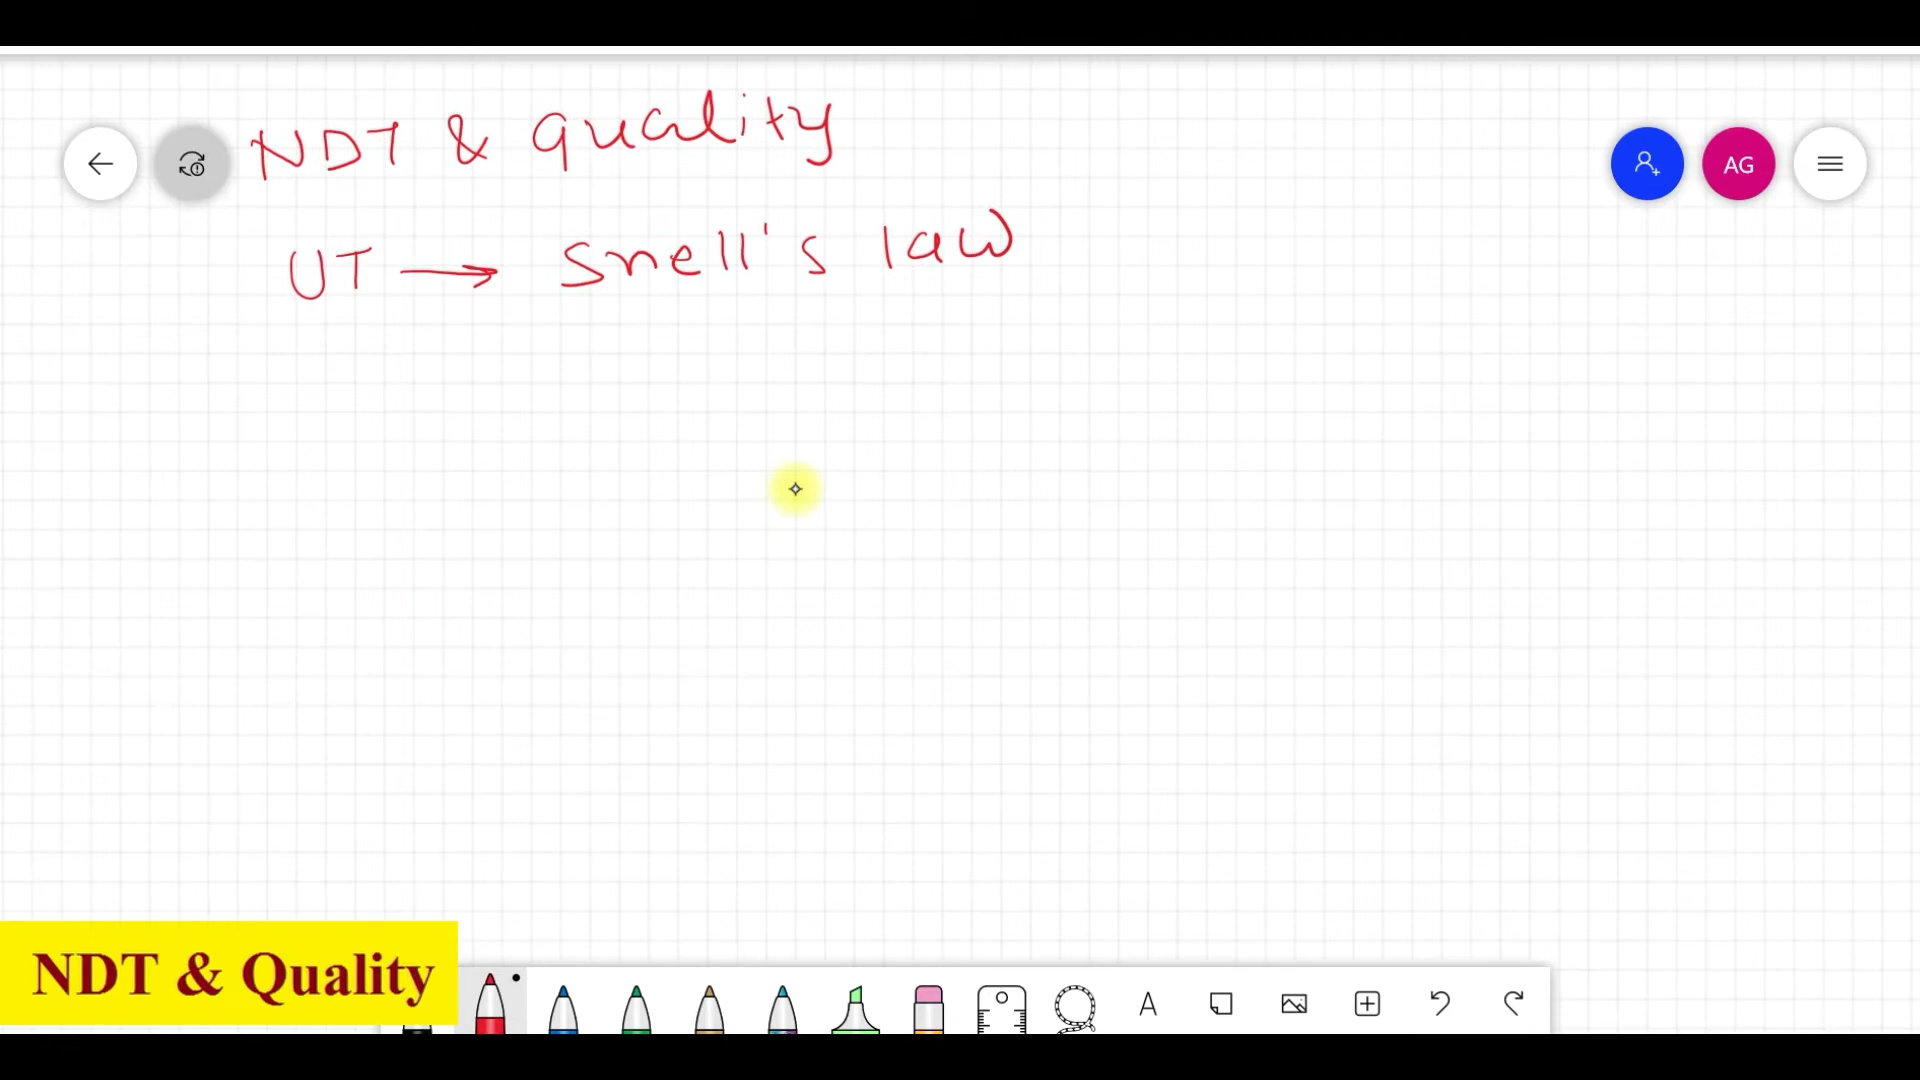 NDT & Quality
AG
UT → Snell's law
NDT & Quality
A